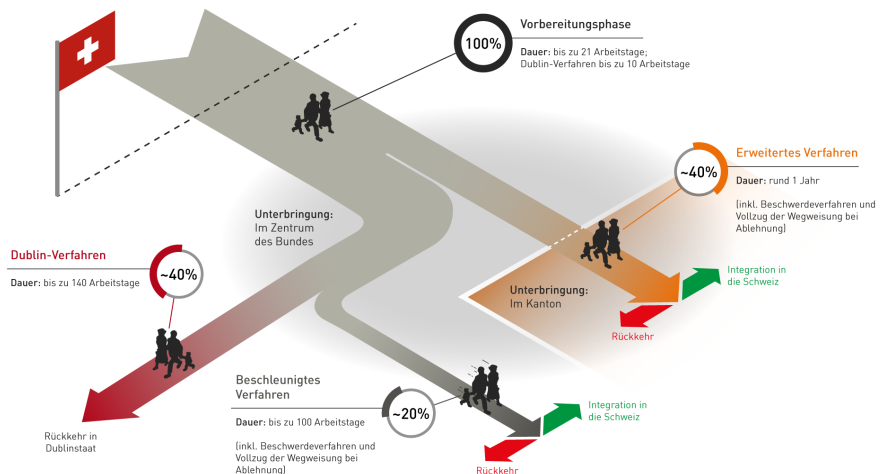 100%
Vorbereitungsphase
Dauer: bis zu 21 Arbeitstage;
Dublin-Verfahren bis zu 10 Arbeitstage
~40%
Erweitertes Verfahren
Dauer: rund 1 Jahr
(inkl. Beschwerdeverfahren und
Vollzug der Wegweisung bei
Ablehnung)
Unterbringung:
Im Zentrum
des Bundes
Dublin-Verfahren
Dauer: bis zu 140 Arbeitstage
~40%
Unterbringung:
Im Kanton
Integration in
die Schweiz
Rückkehr
Beschleunigtes
Verfahren
Dauer: bis zu 100 Arbeitstage
(inkl. Beschwerdeverfahren und
Vollzug der Wegweisung bei
Ablehnung)
~20%
Integration in
die Schweiz
Rückkehr
Rückkehr in
Dublinstaat